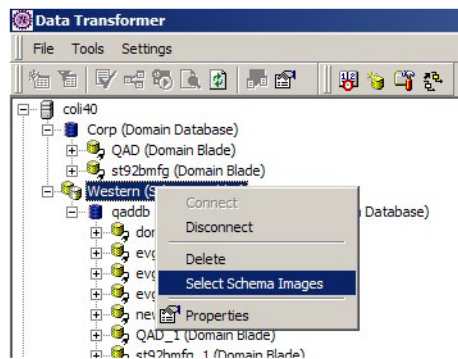 Data Transformer
File Tools Settings
coli40
Corp (Domain Database)
QAD (Domain Blade)
st92bmfg (Domain Blade)
Western (
Connect
qaddb Database)
Disconnect
Delete
Select Schema Images
Properties
QAD_1 (Domain Blade)
st92bmfg_1 (Domain Blade)